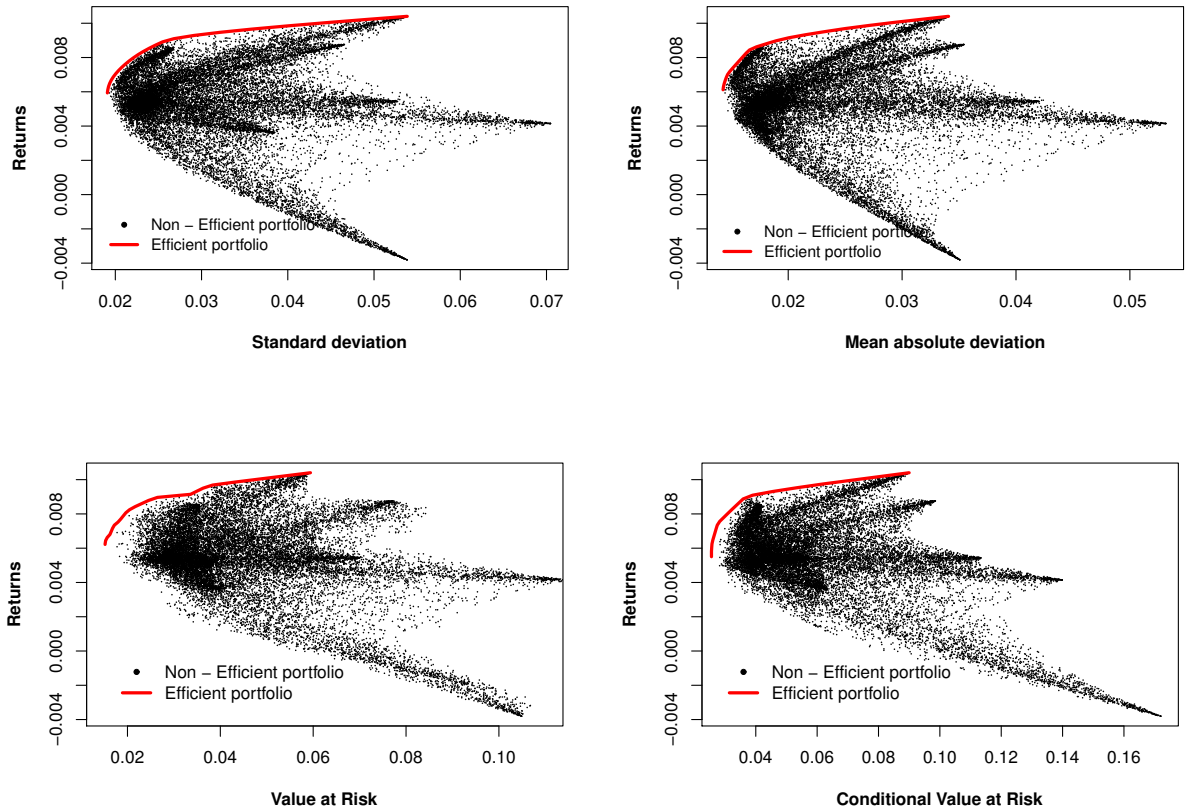 Returns
0.008
0.004
0.000
−0.004
Non − Efficient portfolio
Efficient portfolio
0.02 0.03 0.04 0.05 0.06 0.07
Standard deviation
Returns
0.008
0.004
0.000
−0.004
Non − Efficient portfolio
Efficient portfolio
0.02 0.03 0.04 0.05
Mean absolute deviation
Returns
0.008
0.004
0.000
−0.004
Non − Efficient portfolio
Efficient portfolio
0.02 0.04 0.06 0.08 0.10
Value at Risk
Returns
0.008
0.004
0.000
−0.004
Non − Efficient portfolio
Efficient portfolio
0.04 0.06 0.08 0.10 0.12 0.14 0.16
Conditional Value at Risk